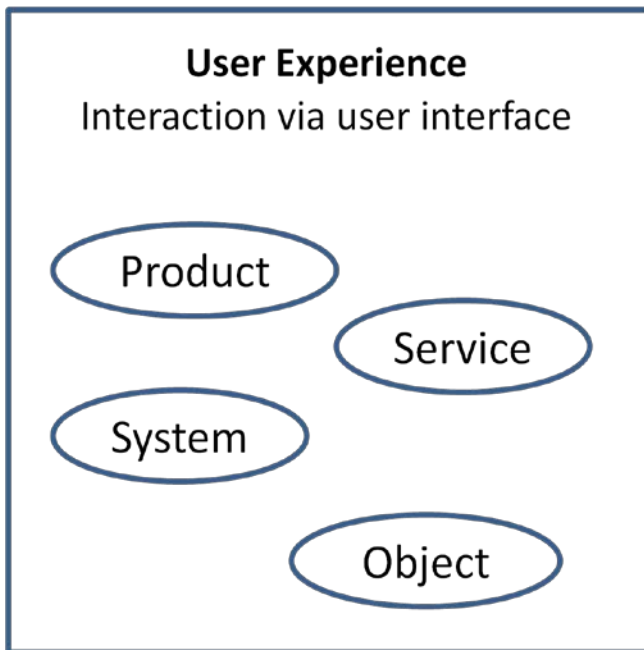 User Experience
Interaction via user interface
Product
Service
System
Object